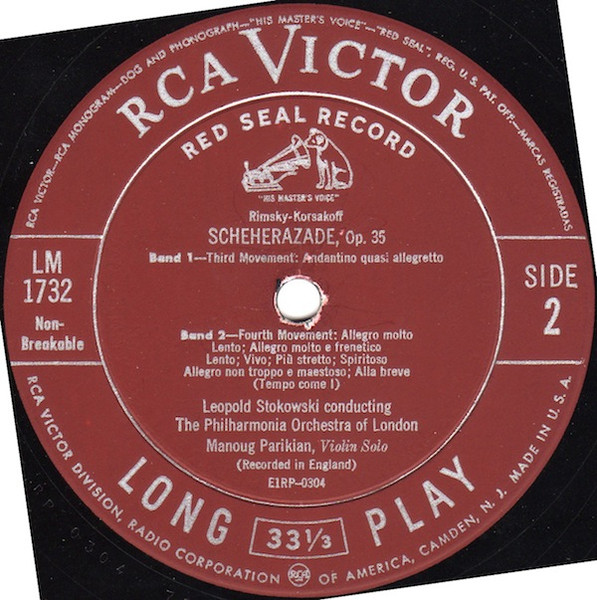 RCA VICTOR—RCA MONOGRAM—DOG AND PHONOGRAPH—"HIS MASTER'S VOICE"—"RED SEAL", REG. U.S. PAT. OFF.—MARCAS REGISTRADAS
RCA VICTOR
RED SEAL RECORD
"HIS MASTER'S VOICE"
Rimsky-Korsakoff
SCHEHERAZADE, Op. 35
Band 1—Third Movement: Andantino quasi allegretto
LM
1732
Non-
Breakable
SIDE
2
Band 2—Fourth Movement: Allegro molto
Lento; Allegro molto e frenetico
Lento; Vivo; Più stretto; Spiritoso
Allegro non troppo e maestoso; Alla breve
(Tempo come I)
Leopold Stokowski conducting
The Philharmonia Orchestra of London
Manoug Parikian, Violin Solo
(Recorded in England)
E1RP-0304
LONG 33⅓ PLAY
RCA VICTOR DIVISION, RADIO CORPORATION RCA OF AMERICA, CAMDEN, N. J. MADE IN U.S.A.